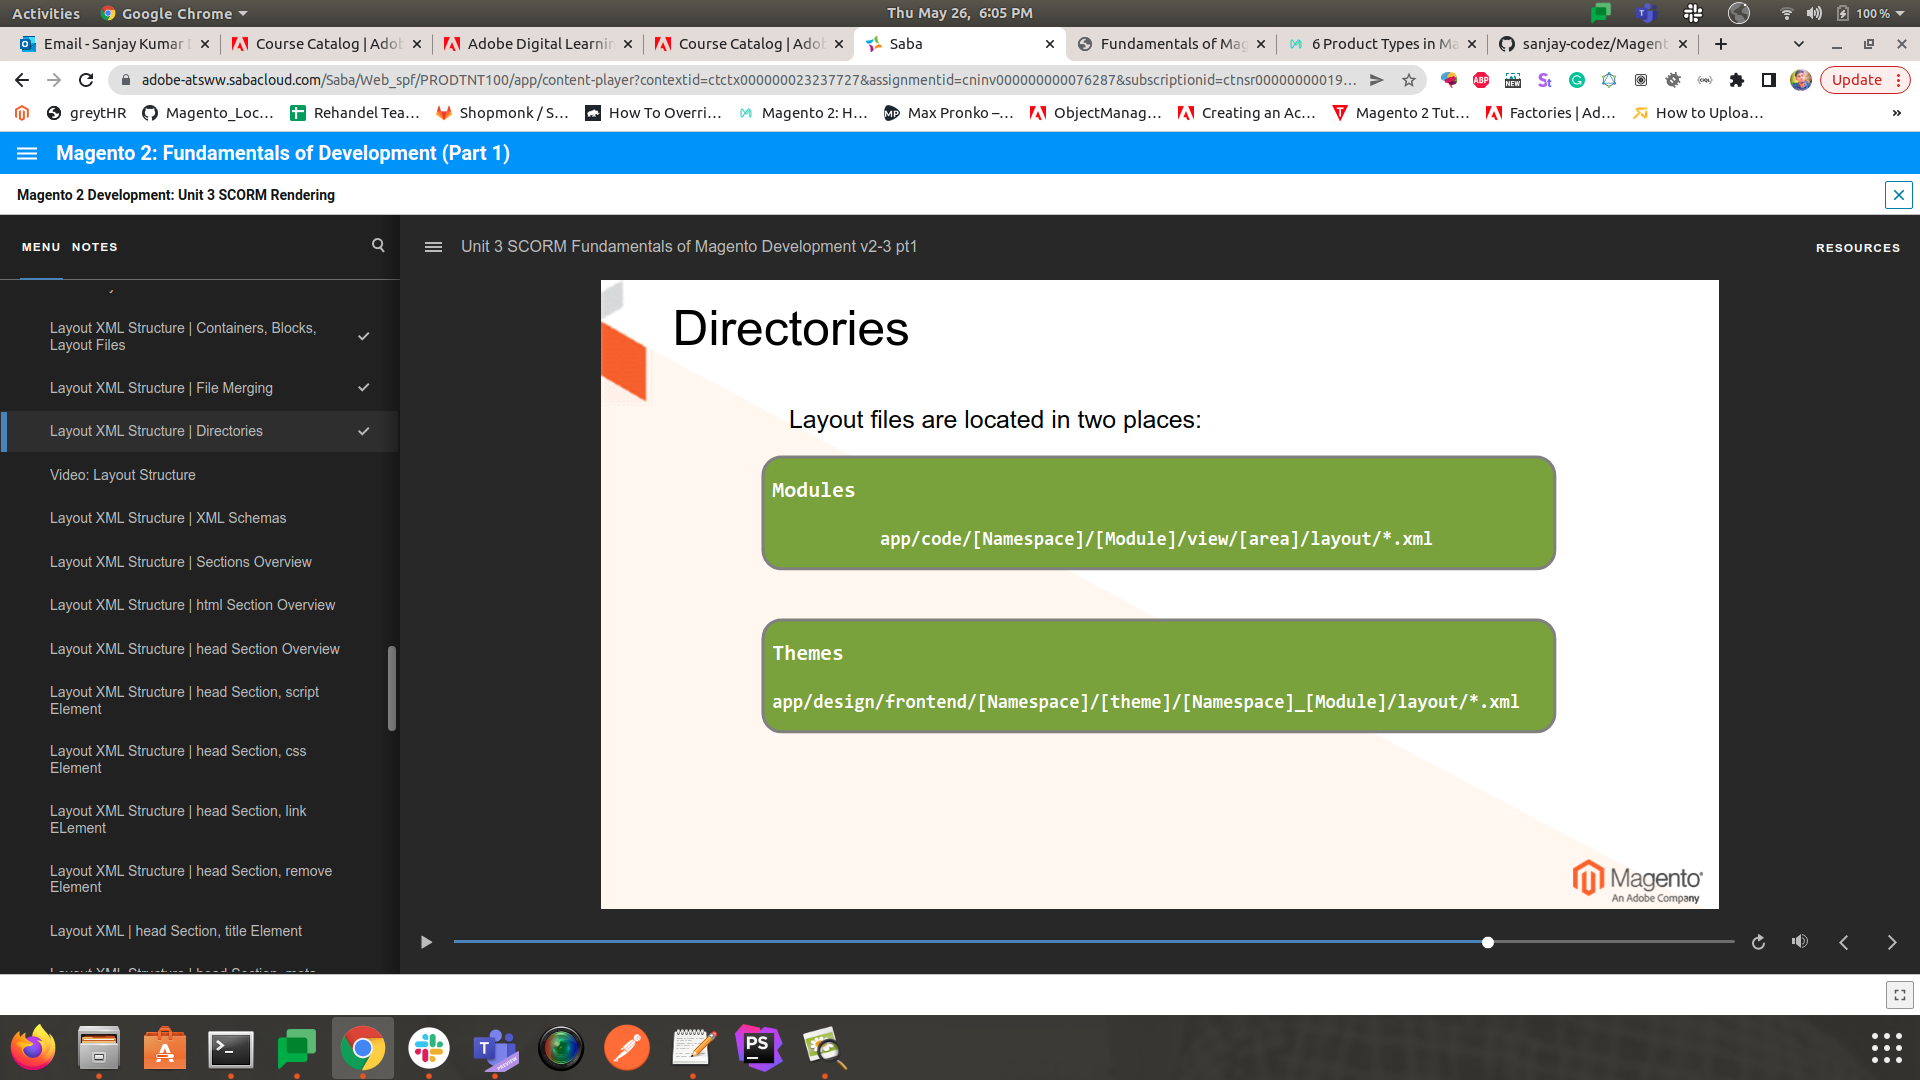 Activities Google Chrome Thu May 26, 6:05 PM 100 %
Email - Sanjay Kumar Course Catalog | Adob Adobe Digital Learnin Course Catalog | Adob Saba Fundamentals of Mag 6 Product Types in Ma sanjay-codez/Magent
adobe-atsww.sabacloud.com/Saba/Web_spf/PRODTNT100/app/content-player?contextid=ctctx000000023237727&assignmentid=cninv000000000076287&subscriptionid=ctnsr00000000019... ABP NEW St Update
greytHR Magento_Loc... Rehandel Tea... Shopmonk / S... How To Overri... Magento 2: H... Max Pronko –... ObjectManag... Creating an Ac... Magento 2 Tut... Factories | Ad... How to Uploa... »
Magento 2: Fundamentals of Development (Part 1)
Magento 2 Development: Unit 3 SCORM Rendering
MENU NOTES
Unit 3 SCORM Fundamentals of Magento Development v2-3 pt1
RESOURCES
Layout XML Structure | Containers, Blocks,
Layout Files
Layout XML Structure | File Merging
Layout XML Structure | Directories
Video: Layout Structure
Layout XML Structure | XML Schemas
Layout XML Structure | Sections Overview
Layout XML Structure | html Section Overview
Layout XML Structure | head Section Overview
Layout XML Structure | head Section, script
Element
Layout XML Structure | head Section, css
Element
Layout XML Structure | head Section, link
ELement
Layout XML Structure | head Section, remove
Element
Layout XML | head Section, title Element
Layout XML Structure | head Section, meta
Directories
Layout files are located in two places:
Modules
app/code/[Namespace]/[Module]/view/[area]/layout/*.xml
Themes
app/design/frontend/[Namespace]/[theme]/[Namespace]_[Module]/layout/*.xml
Magento
An Adobe Company
PS